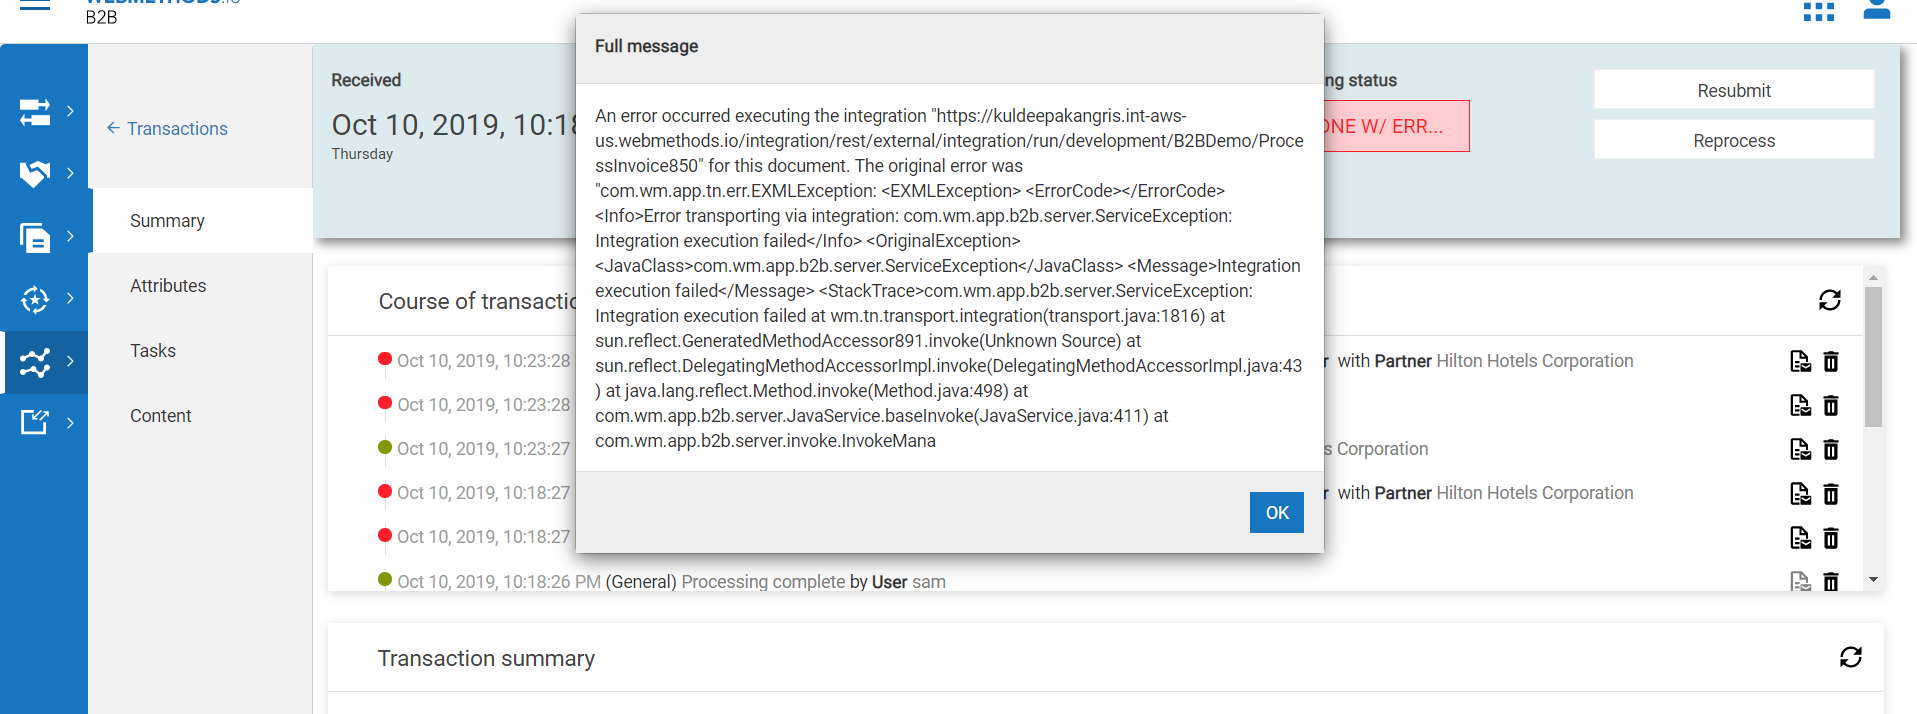 B2B
Transactions
Summary
Attributes
Tasks
Content
Received
Oct 10, 2019, 10:18
Thursday
ng status
ONE W/ ERR...
Resubmit
Reprocess
Full message
An error occurred executing the integration "https://kuldeepakangris.int-aws-
us.webmethods.io/integration/rest/external/integration/run/development/B2BDemo/Proce
ssInvoice850" for this document. The original error was
"com.wm.app.tn.err.EXMLException: <EXMLException> <ErrorCode></ErrorCode>
<Info>Error transporting via integration: com.wm.app.b2b.server.ServiceException:
Integration execution failed</Info> <OriginalException>
<JavaClass>com.wm.app.b2b.server.ServiceException</JavaClass> <Message>Integration
execution failed</Message> <StackTrace>com.wm.app.b2b.server.ServiceException:
Integration execution failed at wm.tn.transport.integration(transport.java:1816) at
sun.reflect.GeneratedMethodAccessor891.invoke(Unknown Source) at
sun.reflect.DelegatingMethodAccessorImpl.invoke(DelegatingMethodAccessorImpl.java:43
) at java.lang.reflect.Method.invoke(Method.java:498) at
com.wm.app.b2b.server.JavaService.baseInvoke(JavaService.java:411) at
com.wm.app.b2b.server.invoke.InvokeMana
OK
Course of transactio
Oct 10, 2019, 10:23:28 r with Partner Hilton Hotels Corporation
Oct 10, 2019, 10:23:28
Oct 10, 2019, 10:23:27 s Corporation
Oct 10, 2019, 10:18:27 r with Partner Hilton Hotels Corporation
Oct 10, 2019, 10:18:27
Oct 10, 2019, 10:18:26 PM (General) Processing complete by User sam
Transaction summary